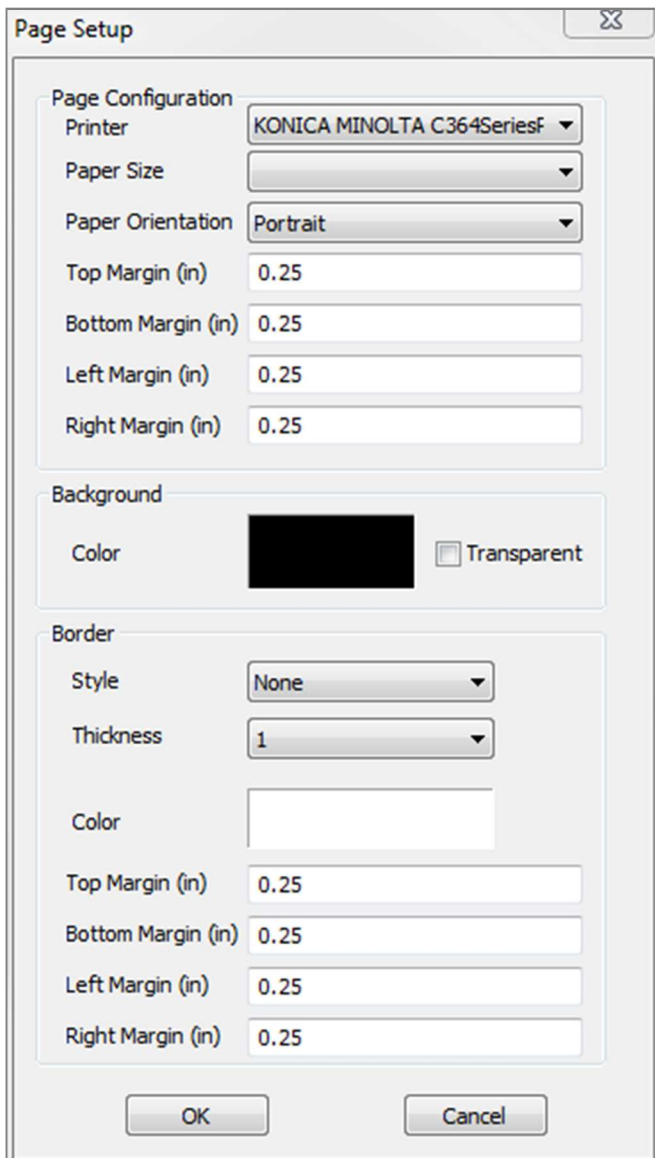 Page Setup
Page Configuration
Printer KONICA MINOLTA C364SeriesP
Paper Size
Paper Orientation Portrait
Top Margin (in) 0.25
Bottom Margin (in) 0.25
Left Margin (in) 0.25
Right Margin (in) 0.25
Background
Color Transparent
Border
Style None
Thickness 1
Color
Top Margin (in) 0.25
Bottom Margin (in) 0.25
Left Margin (in) 0.25
Right Margin (in) 0.25
OK Cancel